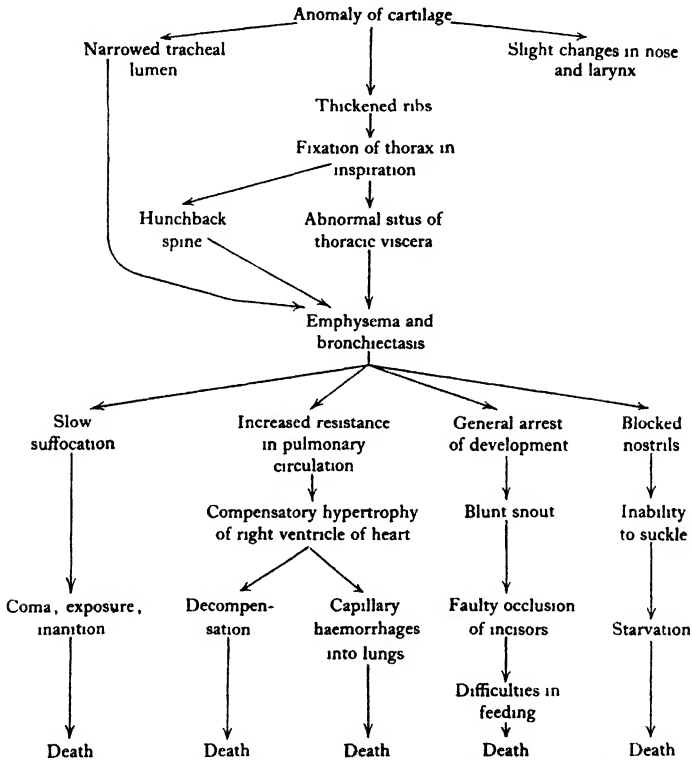 Anomaly of cartilage
Narrowed tracheal
lumen
Slight changes in nose
and larynx
Thickened ribs
Fixation of thorax in
inspiration
Hunchback
spine
Abnormal situs of
thoracic viscera
Emphysema and
bronchiectasis
Slow
suffocation
Increased resistance
in pulmonary
circulation
General arrest
of development
Blocked
nostrils
Compensatory hypertrophy
of right ventricle of heart
Blunt snout
Inability
to suckle
Coma, exposure,
inanition
Decompen-
sation
Capillary
haemorrhages
into lungs
Faulty occlusion
of incisors
Starvation
Difficulties in
feeding
Death
Death
Death
Death
Death